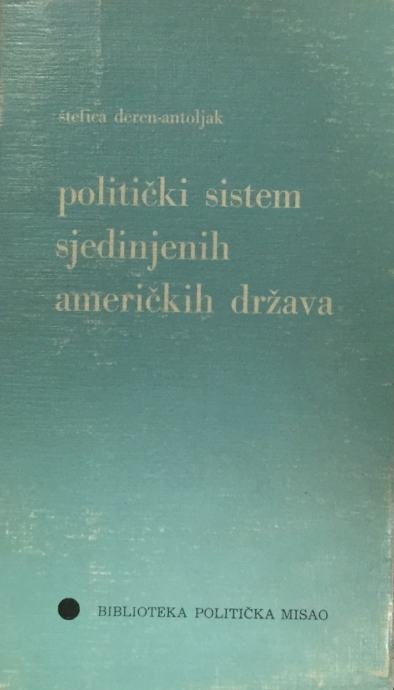 štefica deren-antoljak
politički sistem
sjedinjenih
američkih država
BIBLIOTEKA POLITIČKA MISAO